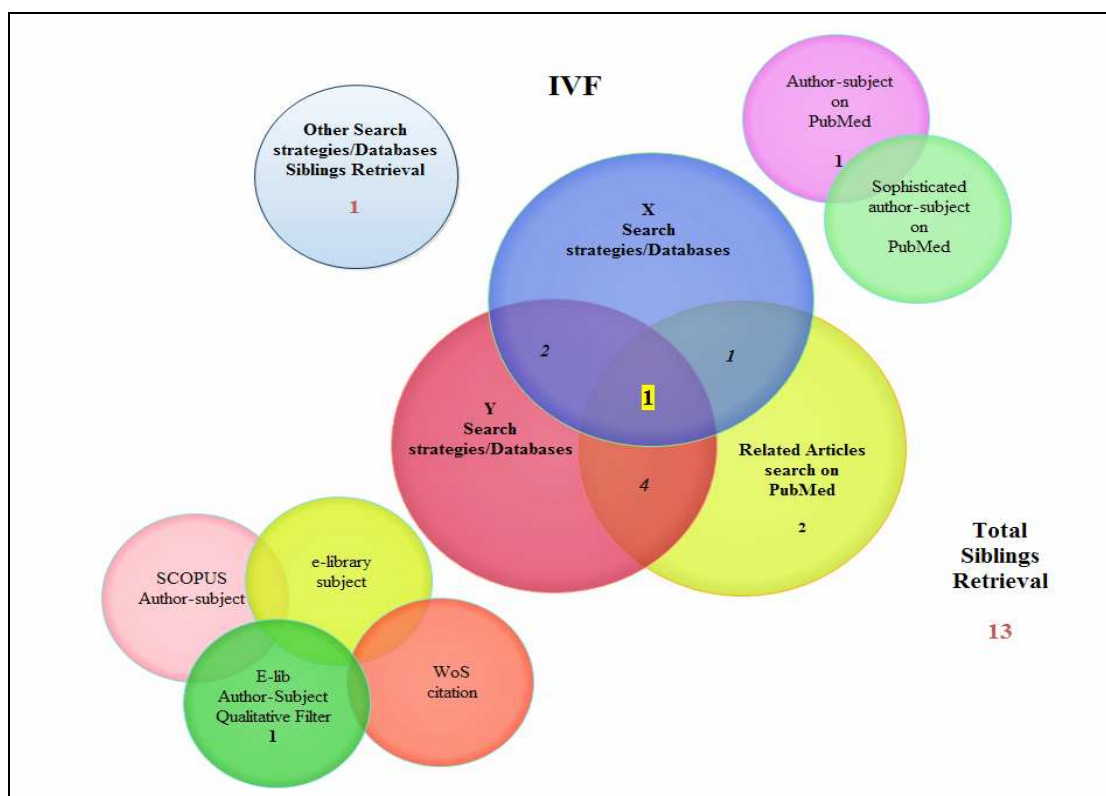 IVF
Other Search
strategies/Databases
Siblings Retrieval
1
Author-subject
on
PubMed
1
Sophisticated
author-subject
on
PubMed
X
Search
strategies/Databases
2
1
1
Y
Search
strategies/Databases
Related Articles
search on
PubMed
2
4
Total
Siblings
Retrieval
13
SCOPUS
Author-subject
e-library
subject
E-lib
Author-Subject
Qualitative Filter
1
WoS
citation